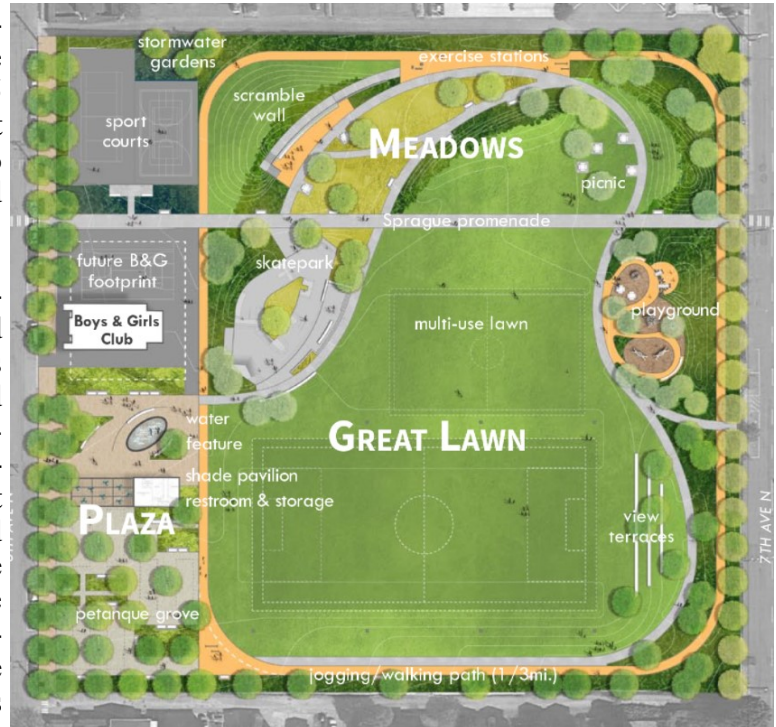 stormwater
gardens
exercise stations
scramble
wall
sport
courts
MEADOWS
picnic
Sprague promenade
future B&G
footprint
skatepark
playground
Boys & Girls
Club
multi-use lawn
water
feature
GREAT LAWN
shade pavilion
restroom & storage
PLAZA
view
terraces
7TH AVE N
petanque grove
jogging/walking path (1/3mi.)